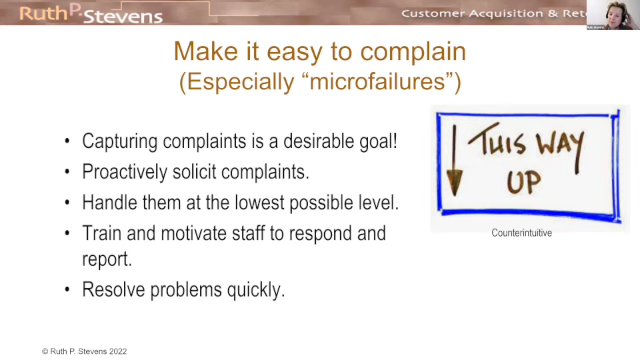 Ruth P. Stevens
Customer Acquisition & Ret
Make it easy to complain
(Especially “microfailures”)
• Capturing complaints is a desirable goal!
• Proactively solicit complaints.
• Handle them at the lowest possible level.
• Train and motivate staff to respond and
report.
• Resolve problems quickly.
THIS WAY
UP
Counterintuitive
© Ruth P. Stevens 2022